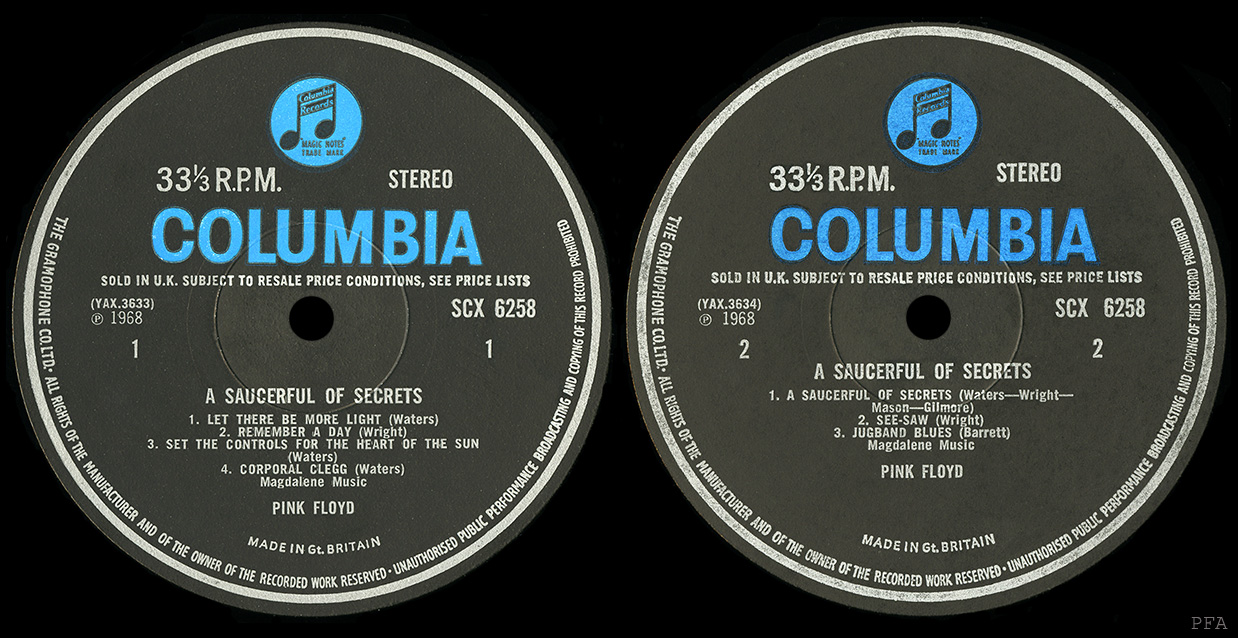 Columbia
Records
"MAGIC NOTES"
TRADE MARK
33⅓ R.P.M.
STEREO
COLUMBIA
SOLD IN U.K. SUBJECT TO RESALE PRICE CONDITIONS, SEE PRICE LISTS
(YAX.3633)
Ⓟ 1968
SCX 6258
1
1
A SAUCERFUL OF SECRETS
1. LET THERE BE MORE LIGHT (Waters)
2. REMEMBER A DAY (Wright)
3. SET THE CONTROLS FOR THE HEART OF THE SUN
(Waters)
4. CORPORAL CLEGG (Waters)
Magdalene Music
PINK FLOYD
MADE IN Gt. BRITAIN
THE GRAMOPHONE CO. LTD. · ALL RIGHTS OF THE MANUFACTURER AND OF THE OWNER OF THE RECORDED WORK RESERVED · UNAUTHORISED PUBLIC PERFORMANCE BROADCASTING AND COPYING OF THIS RECORD PROHIBITED
Columbia
Records
"MAGIC NOTES"
TRADE MARK
33⅓ R.P.M.
STEREO
COLUMBIA
SOLD IN U.K. SUBJECT TO RESALE PRICE CONDITIONS, SEE PRICE LISTS
(YAX.3634)
Ⓟ 1968
SCX 6258
2
2
A SAUCERFUL OF SECRETS
1. A SAUCERFUL OF SECRETS (Waters—Wright—
Mason—Gilmore)
2. SEE-SAW (Wright)
3. JUGBAND BLUES (Barrett)
Magdalene Music
PINK FLOYD
MADE IN Gt. BRITAIN
THE GRAMOPHONE CO. LTD. · ALL RIGHTS OF THE MANUFACTURER AND OF THE OWNER OF THE RECORDED WORK RESERVED · UNAUTHORISED PUBLIC PERFORMANCE BROADCASTING AND COPYING OF THIS RECORD PROHIBITED
PFA